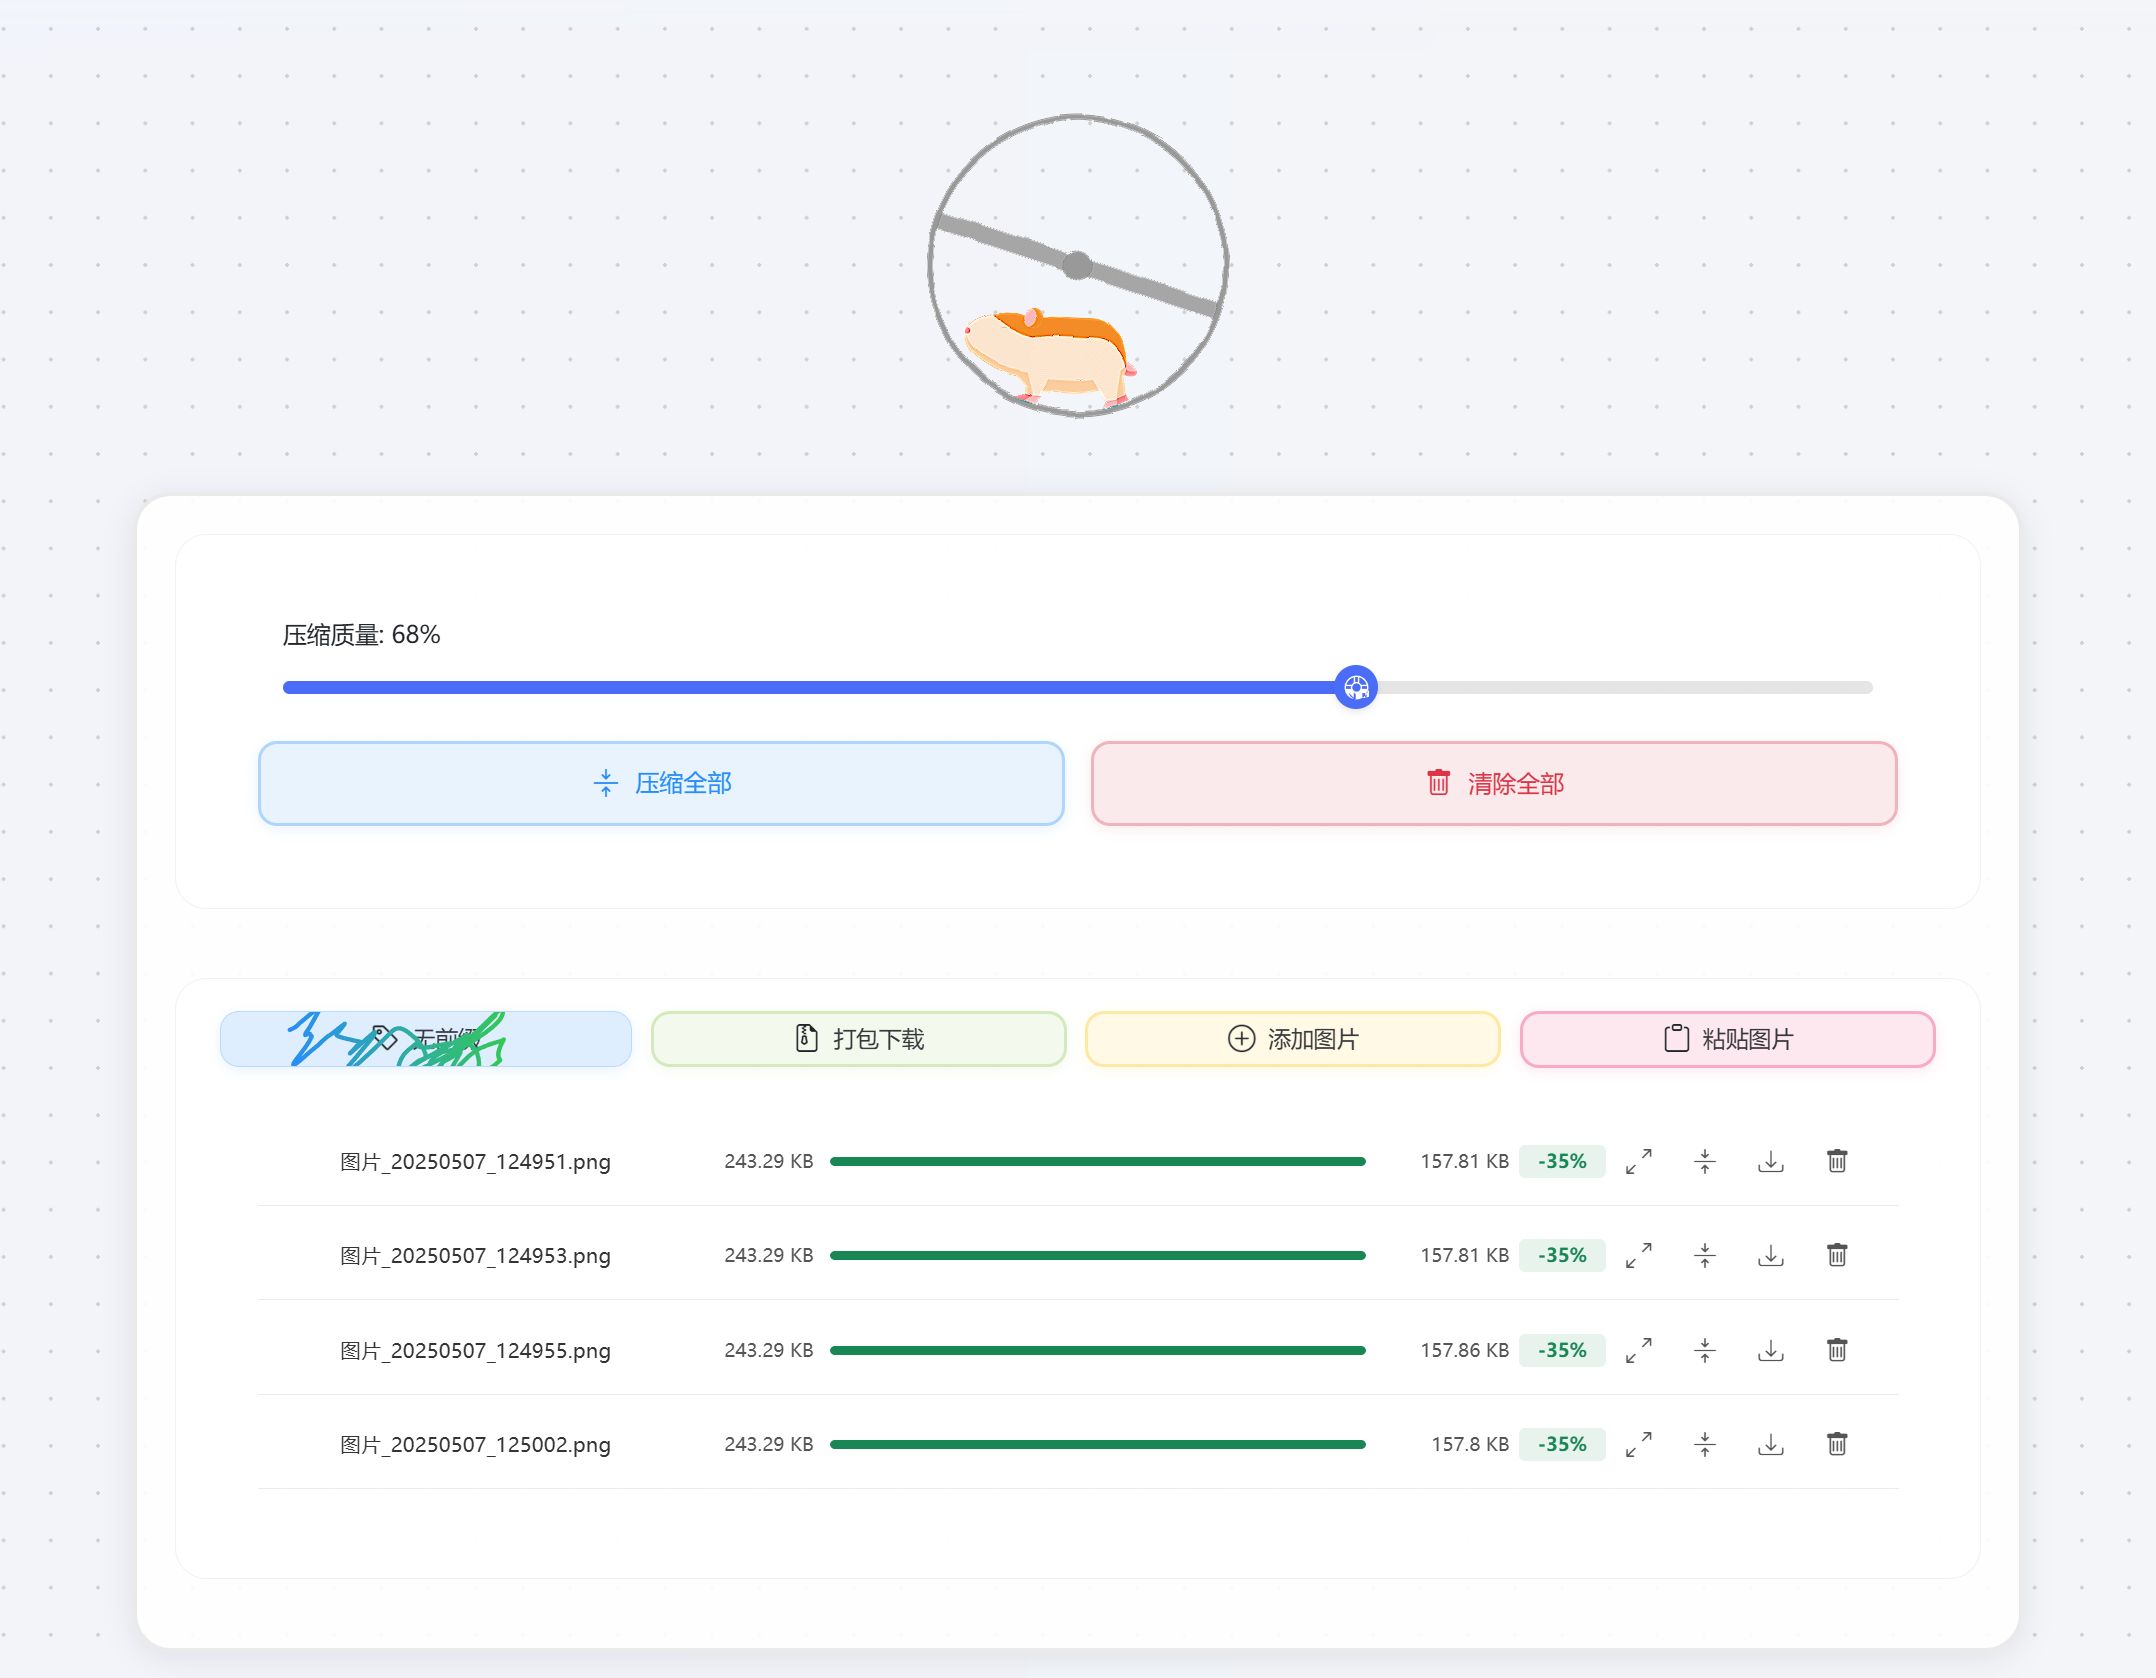 压缩质量: 68%
压缩全部
清除全部
无前缀
打包下载
添加图片
粘贴图片
图片_20250507_124951.png 243.29 KB 157.81 KB -35%
图片_20250507_124953.png 243.29 KB 157.81 KB -35%
图片_20250507_124955.png 243.29 KB 157.86 KB -35%
图片_20250507_125002.png 243.29 KB 157.8 KB -35%